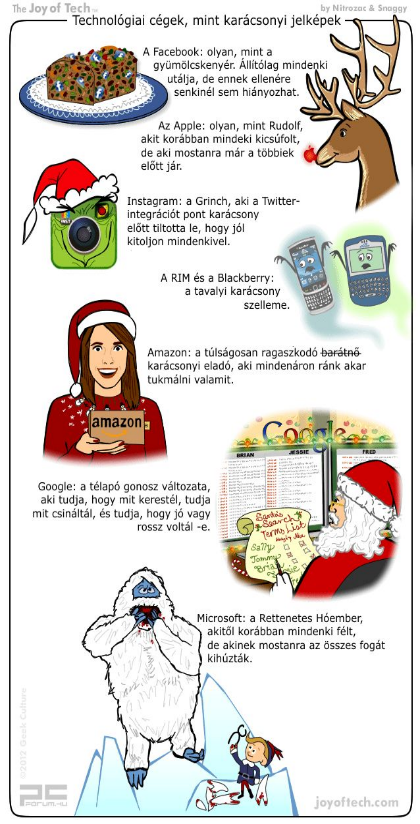 The Joy of Tech™
by Nitrozac & Snaggy
Technológiai cégek, mint karácsonyi jelképek
A Facebook: olyan, mint a
gyümölcskenyér. Állítólag mindenki
utálja, de ennek ellenére
senkinél sem hiányozhat.
Az Apple: olyan, mint Rudolf,
akit korábban mindeki kicsúfolt,
de aki mostanra már a többiek
előtt jár.
Instagram: a Grinch, aki a Twitter-
integrációt pont karácsony
előtt tiltotta le, hogy jól
kitoljon mindenkivel.
A RIM és a Blackberry:
a tavalyi karácsony
szelleme.
Amazon: a túlságosan ragaszkodó barátnő
karácsonyi eladó, aki mindenáron ránk akar
tukmálni valamit.
amazon
Google
BRIAN JESSIE FRED
Google: a télapó gonosz változata,
aki tudja, hogy mit kerestél, tudja
mit csináltál, és tudja, hogy jó vagy
rossz voltál -e.
Santa's
Search
Terms List
Naughty Nice
Sally
Tommy
Brian
Microsoft: a Rettenetes Hóember,
akitől korábban mindenki félt,
de akinek mostanra az összes fogát
kihúzták.
©2012 Geek Culture
PC
FORUM.4U
joyoftech.com